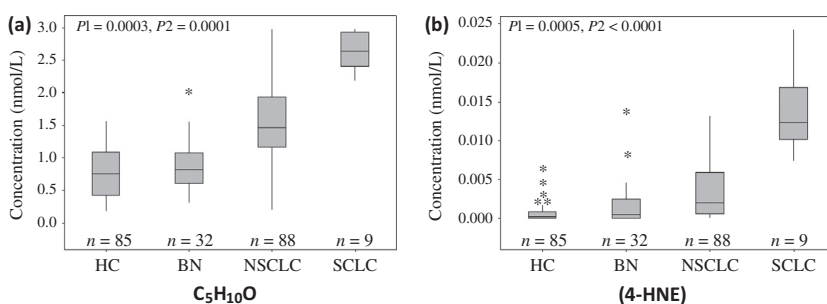 (a)
P1 = 0.0003, P2 = 0.0001
Concentration (nmol/L)
3.0
2.5
2.0
1.5
1.0
0.5
0.0
*
n = 85 n = 32 n = 88 n = 9
HC BN NSCLC SCLC
C5H10O
(b)
P1 = 0.0005, P2 < 0.0001
Concentration (nmol/L)
0.025
0.020
0.015
0.010
0.005
0.000
n = 85 n = 32 n = 88 n = 9
HC BN NSCLC SCLC
(4-HNE)